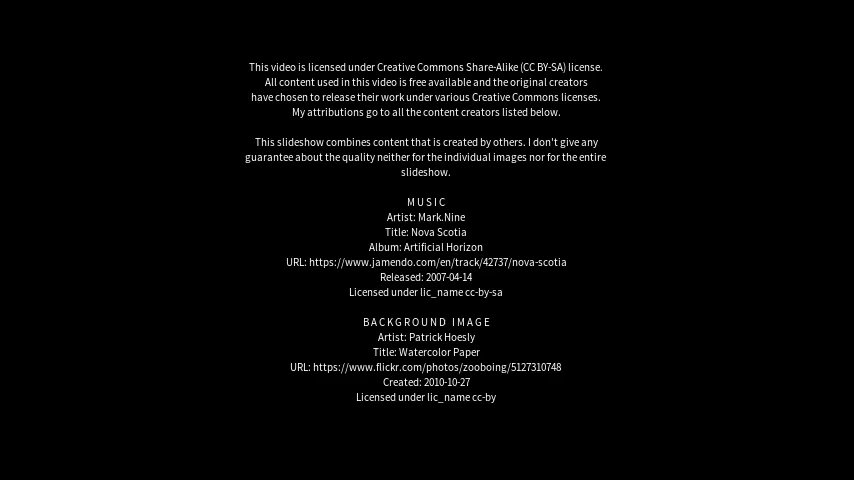 This video is licensed under Creative Commons Share-Alike (CC BY-SA) license.
All content used in this video is free available and the original creators
have chosen to release their work under various Creative Commons licenses.
My attributions go to all the content creators listed below.
This slideshow combines content that is created by others. I don't give any
guarantee about the quality neither for the individual images nor for the entire
slideshow.
MUSIC
Artist: Mark.Nine
Title: Nova Scotia
Album: Artificial Horizon
URL: https://www.jamendo.com/en/track/42737/nova-scotia
Released: 2007-04-14
Licensed under lic_name cc-by-sa
BACKGROUND IMAGE
Artist: Patrick Hoesly
Title: Watercolor Paper
URL: https://www.flickr.com/photos/zooboing/5127310748
Created: 2010-10-27
Licensed under lic_name cc-by